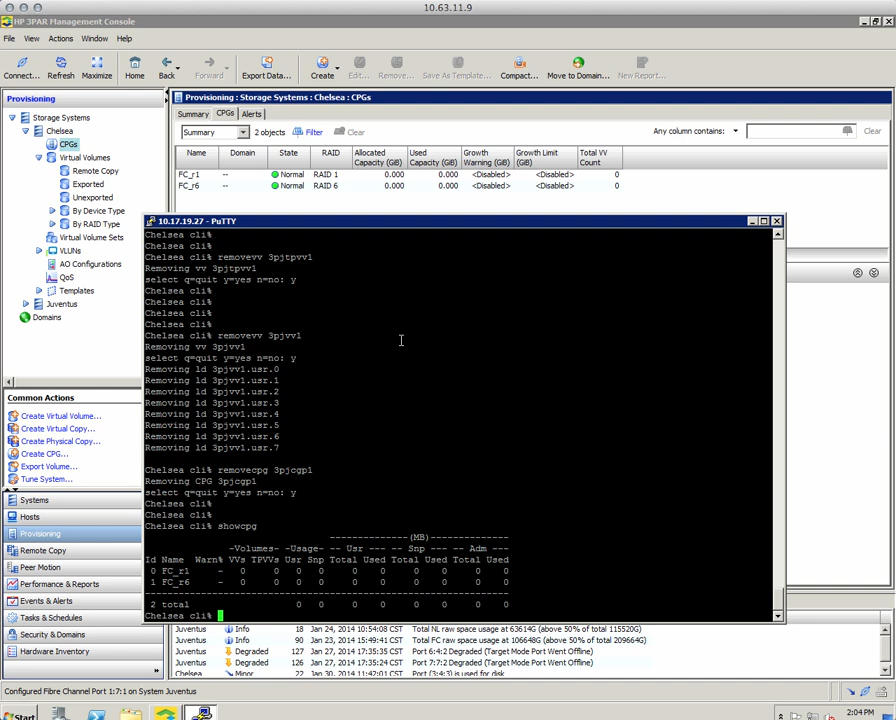 10.63.11.9
HP 3PAR Management Console
File View Actions Window Help
Connect... Refresh Maximize Home Back Forward Export Data... Create Edit... Remove... Save As Template... Compact... Move to Domain... New Report...
Provisioning
Provisioning : Storage Systems : Chelsea : CPGs
Storage Systems
Chelsea
CPGs
Virtual Volumes
Remote Copy
Exported
Unexported
By Device Type
By RAID Type
Virtual Volume Sets
VLUNs
AO Configurations
QoS
Templates
Juventus
Domains
Summary CPGs Alerts
Summary 2 objects Filter Clear Any column contains: Clear
Name Domain State RAID Allocated Capacity (GB) Used Capacity (GB) Growth Warning (GB) Growth Limit (GB) Total VV Count
FC_r1 -- Normal RAID 1 0.000 0.000 <Disabled> <Disabled> 0
FC_r6 -- Normal RAID 6 0.000 0.000 <Disabled> <Disabled> 0
10.17.19.27 - PuTTY
Chelsea cli%
Chelsea cli%
Chelsea cli% removevv 3pjtpvv1
Removing vv 3pjtpvv1
select q=quit y=yes n=no: y
Chelsea cli%
Chelsea cli%
Chelsea cli%
Chelsea cli%
Chelsea cli% removevv 3pjvv1
Removing vv 3pjvv1
select q=quit y=yes n=no: y
Removing ld 3pjvv1.usr.0
Removing ld 3pjvv1.usr.1
Removing ld 3pjvv1.usr.2
Removing ld 3pjvv1.usr.3
Removing ld 3pjvv1.usr.4
Removing ld 3pjvv1.usr.5
Removing ld 3pjvv1.usr.6
Removing ld 3pjvv1.usr.7
Chelsea cli% removecpg 3pjcgp1
Removing CPG 3pjcgp1
select q=quit y=yes n=no: y
Chelsea cli%
Chelsea cli%
Chelsea cli% showcpg
--------------(MB)--------------
-Volumes- -Usage- -- Usr --- -- Snp --- -- Adm ---
Id Name Warn% VVs TPVVs Usr Snp Total Used Total Used Total Used
0 FC_r1 - 0 0 0 0 0 0 0 0 0 0
1 FC_r6 - 0 0 0 0 0 0 0 0 0 0
2 total 0 0 0 0 0 0 0 0
Chelsea cli%
Common Actions
Create Virtual Volume...
Create Virtual Copy...
Create Physical Copy...
Create CPG...
Export Volume...
Tune System...
Systems
Hosts
Provisioning
Remote Copy
Peer Motion
Performance & Reports
Events & Alerts
Tasks & Schedules
Security & Domains
Hardware Inventory
Juventus Info 18 Jan 24, 2014 10:54:08 CST Total NL raw space usage at 63614G (above 50% of total 115520G)
Juventus Info 90 Jan 23, 2014 15:49:41 CST Total FC raw space usage at 106648G (above 50% of total 209664G)
Juventus Degraded 127 Jan 27, 2014 17:35:35 CST Port 6:4:2 Degraded (Target Mode Port Went Offline)
Juventus Degraded 126 Jan 27, 2014 17:35:24 CST Port 7:7:2 Degraded (Target Mode Port Went Offline)
Chelsea Minor 22 Jan 30, 2014 11:42:01 CST Port (3:4:3) is used for disk
Configured Fibre Channel Port 1:7:1 on System Juventus
Start
2:04 PM